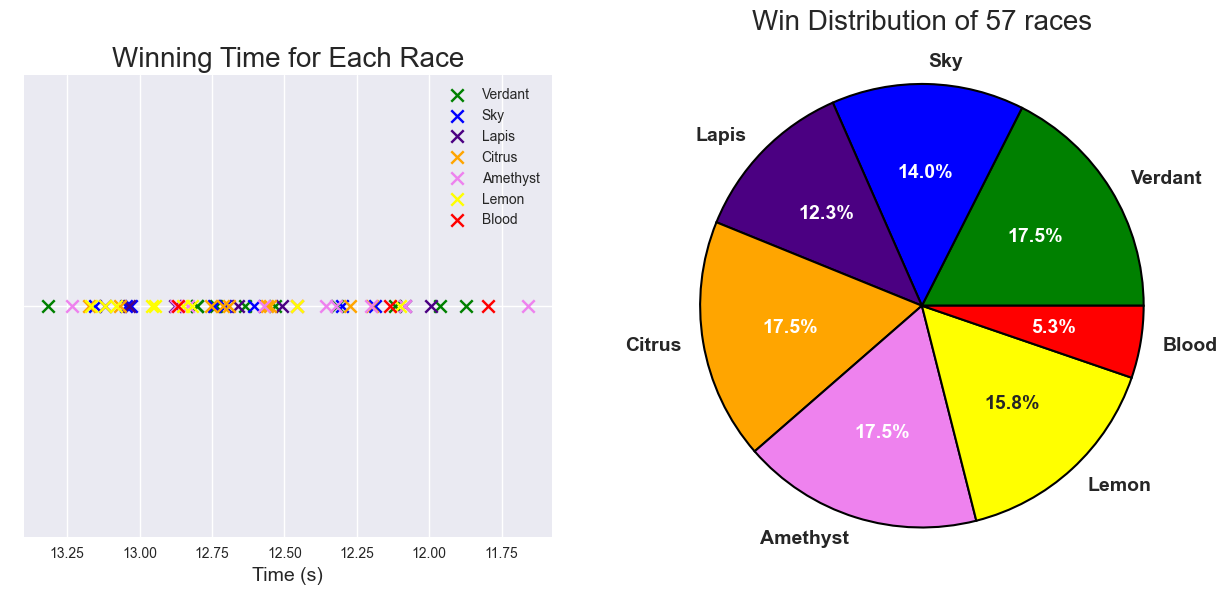 Winning Time for Each Race
Verdant
Sky
Lapis
Citrus
Amethyst
Lemon
Blood
13.25 13.00 12.75 12.50 12.25 12.00 11.75
Time (s)
Win Distribution of 57 races
Sky
Lapis
Verdant
14.0%
12.3%
17.5%
Citrus
17.5%
5.3%
Blood
15.8%
17.5%
Lemon
Amethyst